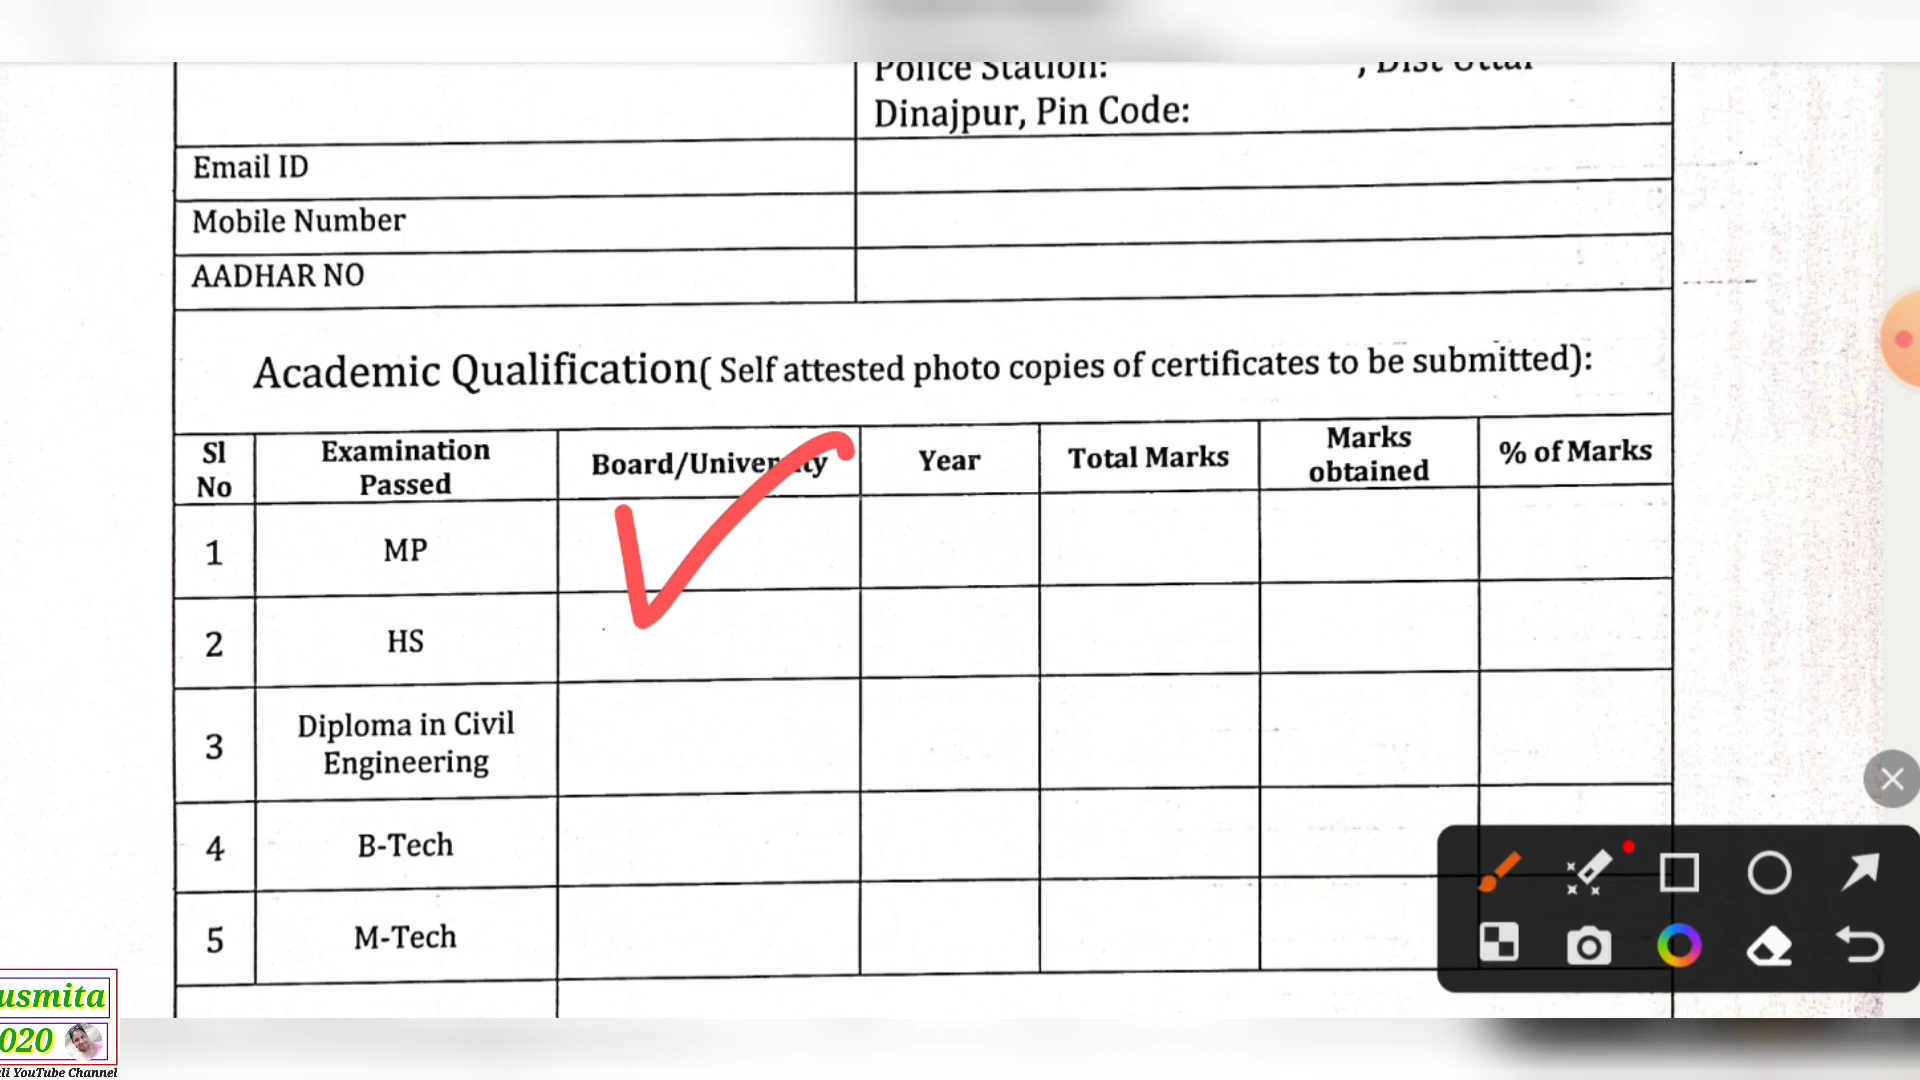 Police Station: , Dist Uttar
Dinajpur, Pin Code:
Email ID
Mobile Number
AADHAR NO
Academic Qualification( Self attested photo copies of certificates to be submitted):
Sl No
Examination Passed
Board/University
Year
Total Marks
Marks obtained
% of Marks
1 MP
2 HS
3 Diploma in Civil Engineering
4 B-Tech
5 M-Tech
usmita
020
li YouTube Channel